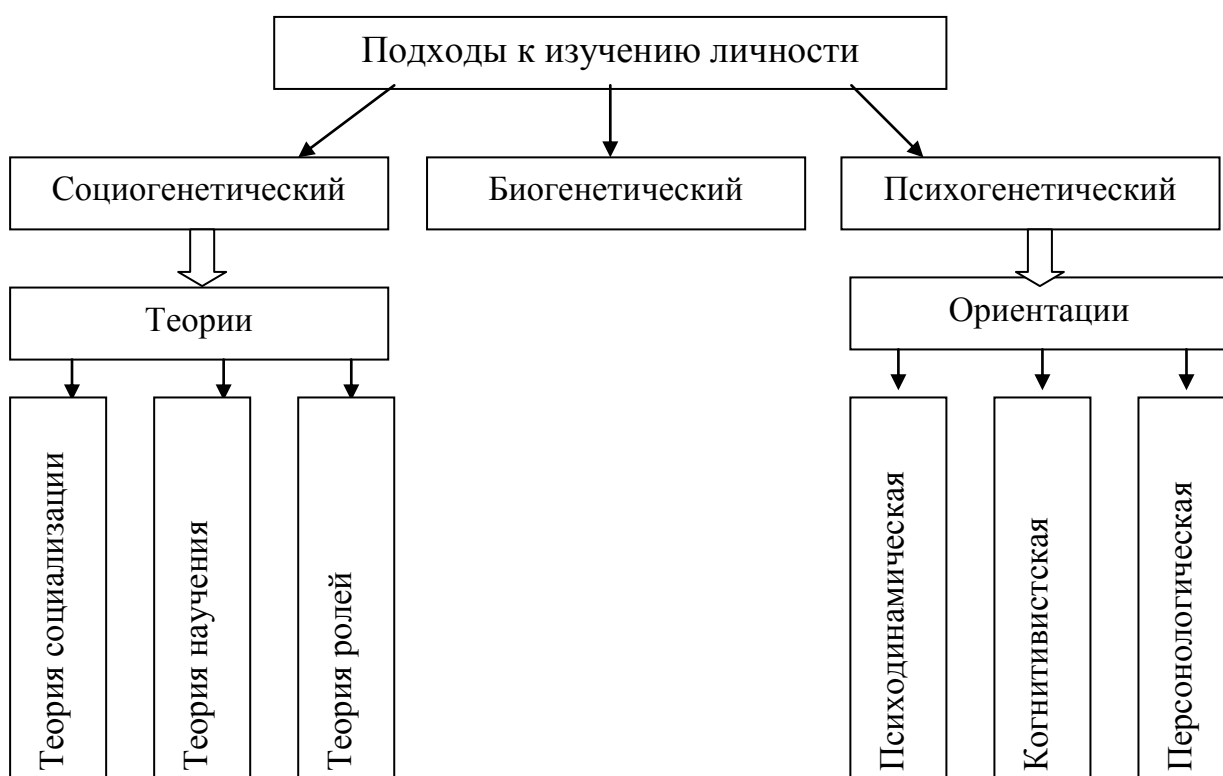 Подходы к изучению личности
Социогенетический
Биогенетический
Психогенетический
Теории
Ориентации
Теория социализации
Теория научения
Теория ролей
Психодинамическая
Когнитивистская
Персонологическая